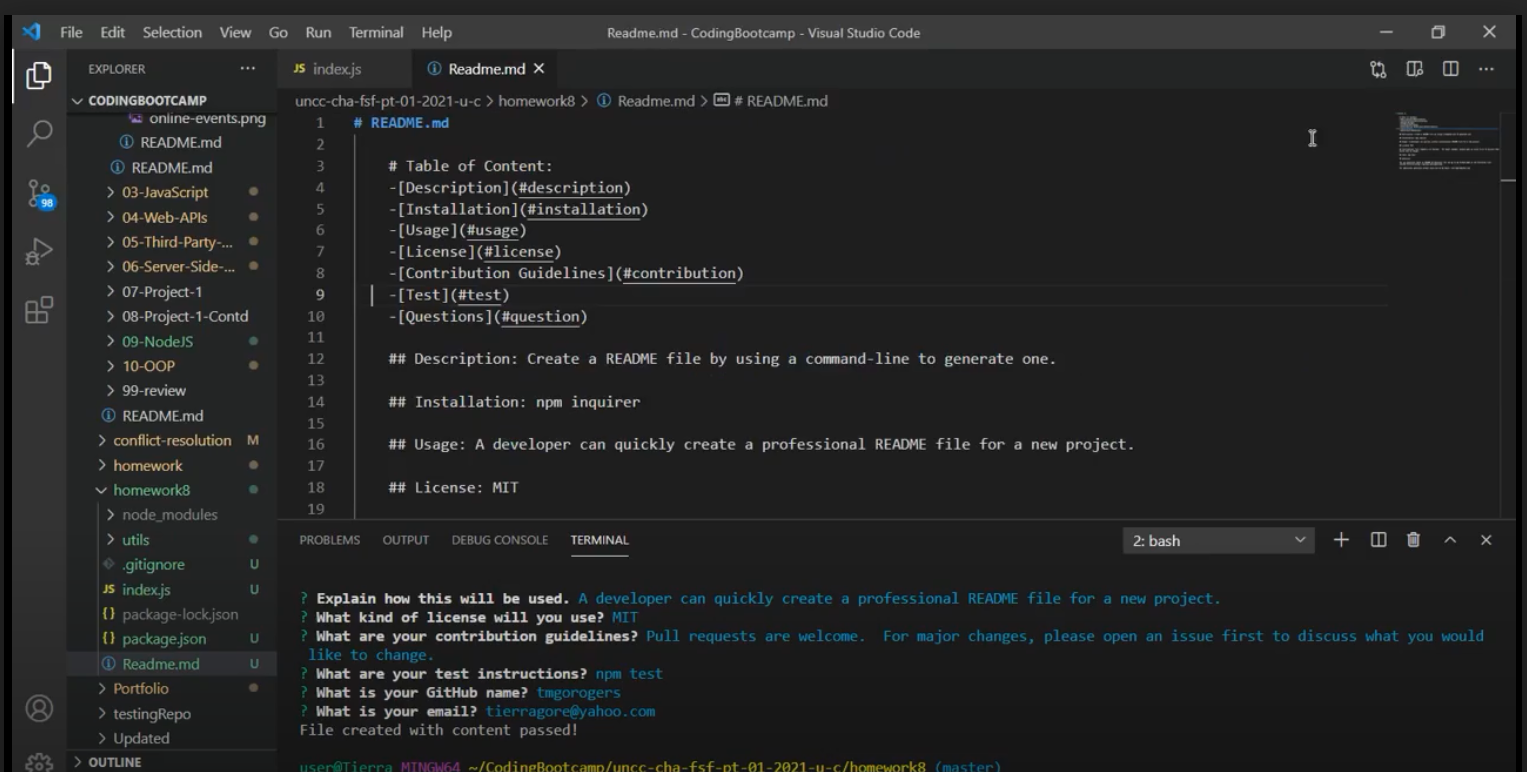 File Edit Selection View Go Run Terminal Help
Readme.md - CodingBootcamp - Visual Studio Code
EXPLORER
CODINGBOOTCAMP
online-events.png
README.md
README.md
03-JavaScript
04-Web-APIs
05-Third-Party-...
06-Server-Side-...
07-Project-1
08-Project-1-Contd
09-NodeJS
10-OOP
99-review
README.md
conflict-resolution M
homework
homework8
node_modules
utils
.gitignore U
JS index.js U
{} package-lock.json
{} package.json U
Readme.md U
Portfolio
testingRepo
Updated
OUTLINE
98
JS index.js
Readme.md
uncc-cha-fsf-pt-01-2021-u-c > homework8 > Readme.md > # README.md
1 # README.md
2
3 # Table of Content:
4 -[Description](#description)
5 -[Installation](#installation)
6 -[Usage](#usage)
7 -[License](#license)
8 -[Contribution Guidelines](#contribution)
9 -[Test](#test)
10 -[Questions](#question)
11
12 ## Description: Create a README file by using a command-line to generate one.
13
14 ## Installation: npm inquirer
15
16 ## Usage: A developer can quickly create a professional README file for a new project.
17
18 ## License: MIT
19
PROBLEMS OUTPUT DEBUG CONSOLE TERMINAL
2: bash
? Explain how this will be used. A developer can quickly create a professional README file for a new project.
? What kind of license will you use? MIT
? What are your contribution guidelines? Pull requests are welcome.  For major changes, please open an issue first to discuss what you would
like to change.
? What are your test instructions? npm test
? What is your GitHub name? tmgorogers
? What is your email? tierragore@yahoo.com
File created with content passed!
user@Tierra MINGW64 ~/CodingBootcamp/uncc-cha-fsf-pt-01-2021-u-c/homework8 (master)